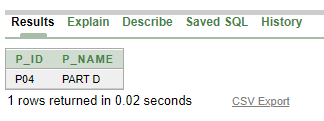 Results Explain Describe Saved SQL History
P_ID P_NAME
P04 PART D
1 rows returned in 0.02 seconds CSV Export